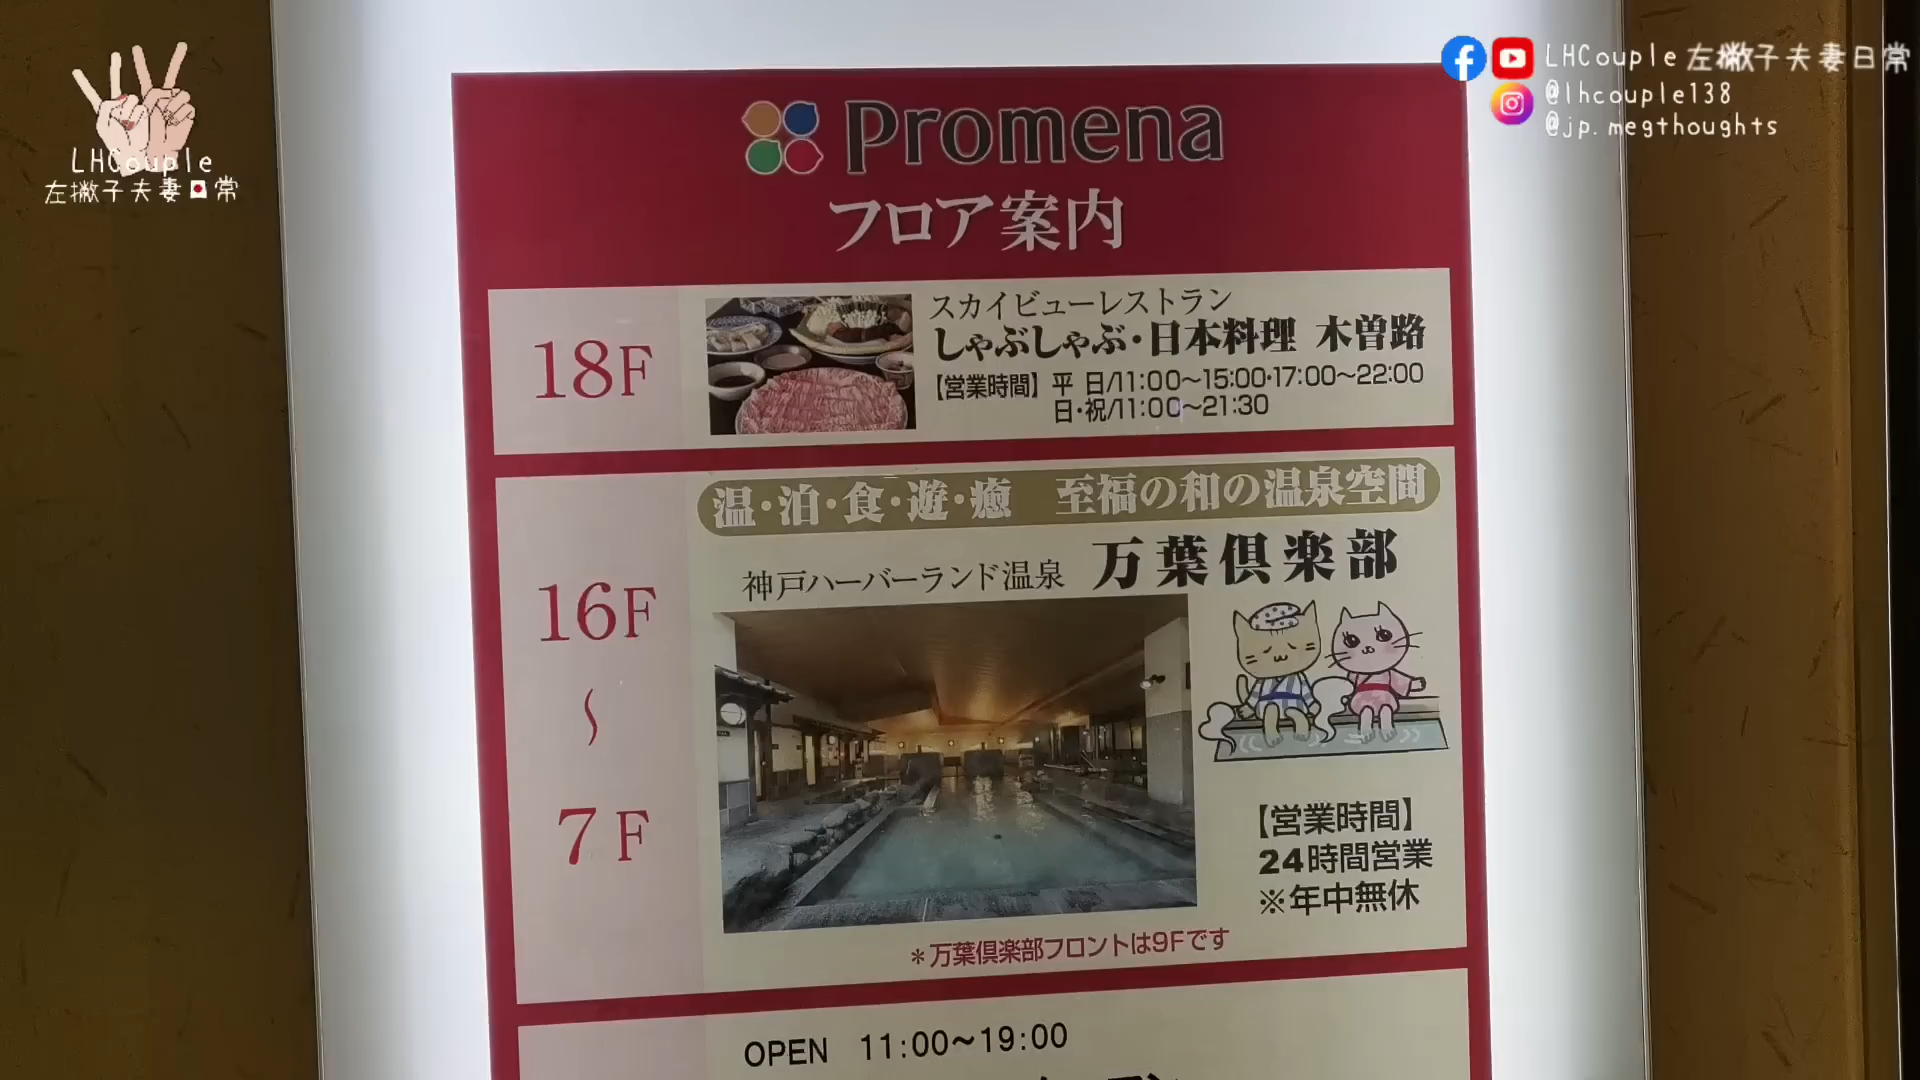 LHCouple
左撇子夫妻日常
LHCouple 左撇子夫妻日常
@lhcouple138
@jp.megthoughts
Promena
フロア案内
18F
スカイビューレストラン
しゃぶしゃぶ・日本料理 木曽路
【営業時間】平 日/11:00〜15:00・17:00〜22:00
日・祝/11:00〜21:30
16F
〜
7F
温・泊・食・遊・癒 至福の和の温泉空間
神戸ハーバーランド温泉 万葉倶楽部
【営業時間】
24時間営業
※年中無休
＊万葉倶楽部フロントは9Fです
OPEN 11:00〜19:00